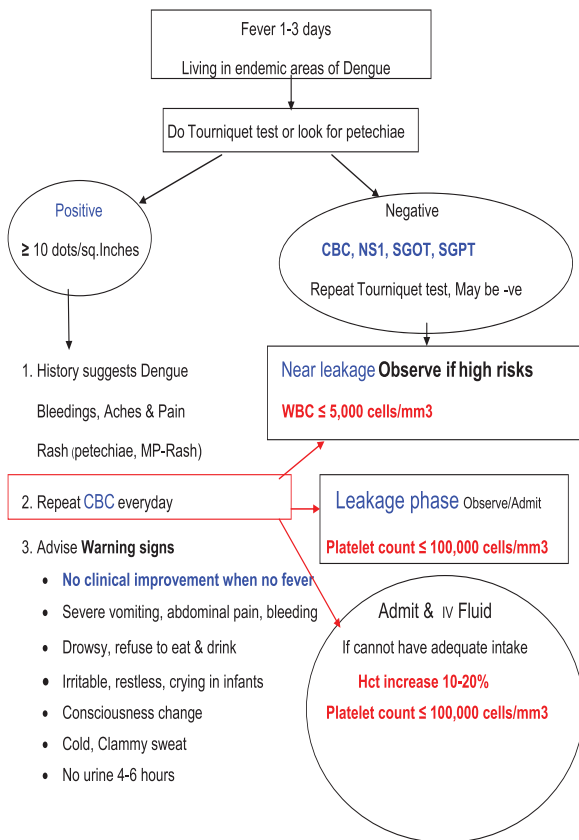 Fever 1-3 days
Living in endemic areas of Dengue
Do Tourniquet test or look for petechiae
Positive
≥ 10 dots/sq.Inches
Negative
CBC, NS1, SGOT, SGPT
Repeat Tourniquet test, May be -ve
1. History suggests Dengue
Bleedings, Aches & Pain
Rash (petechiae, MP-Rash)
2. Repeat CBC everyday
3. Advise Warning signs
• No clinical improvement when no fever
• Severe vomiting, abdominal pain, bleeding
• Drowsy, refuse to eat & drink
• Irritable, restless, crying in infants
• Consciousness change
• Cold, Clammy sweat
• No urine 4-6 hours
Near leakage Observe if high risks
WBC ≤ 5,000 cells/mm3
Leakage phase Observe/Admit
Platelet count ≤ 100,000 cells/mm3
Admit & IV Fluid
If cannot have adequate intake
Hct increase 10-20%
Platelet count ≤ 100,000 cells/mm3